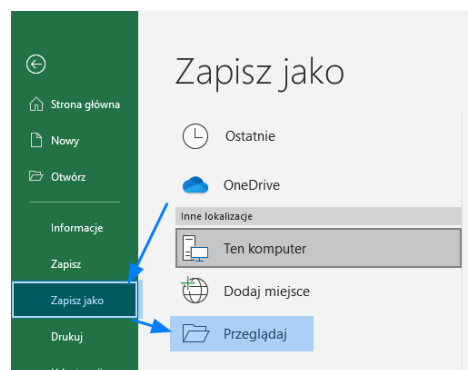 Zapisz jako
Strona główna
Nowy
Otwórz
Informacje
Zapisz
Zapisz jako
Drukuj
Ostatnie
OneDrive
Inne lokalizacje
Ten komputer
Dodaj miejsce
Przeglądaj